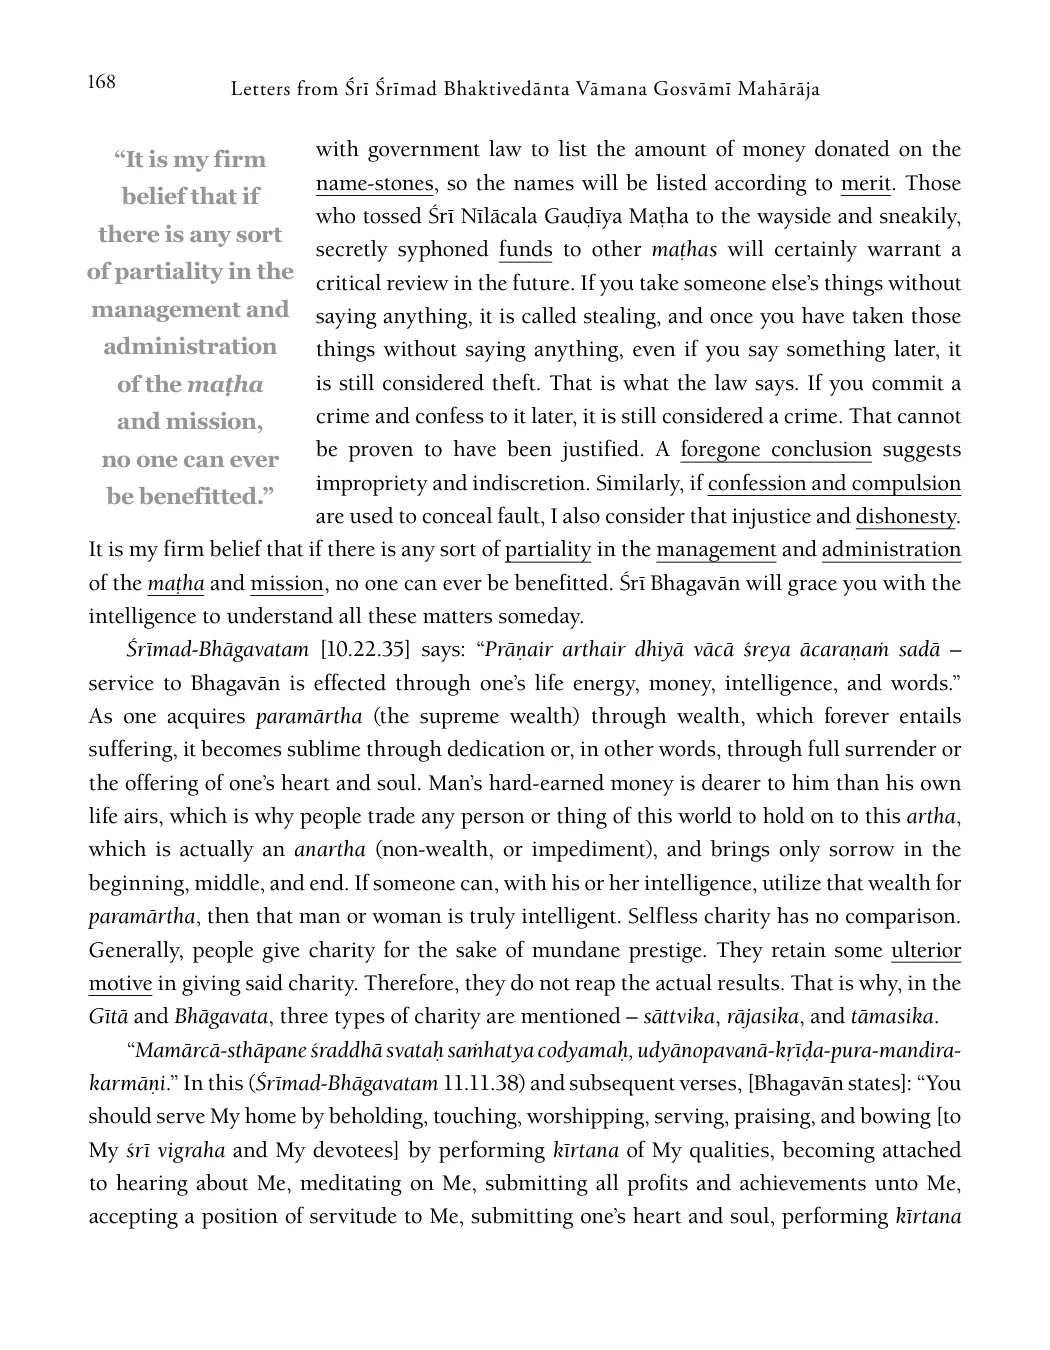 168
Letters from Śrī Śrīmad Bhaktivedānta Vāmana Gosvāmī Mahārāja
“It is my firm
belief that if
there is any sort
of partiality in the
management and
administration
of the maṭha
and mission,
no one can ever
be benefitted.”
with government law to list the amount of money donated on the
name-stones, so the names will be listed according to merit. Those
who tossed Śrī Nīlācala Gauḍīya Maṭha to the wayside and sneakily,
secretly syphoned funds to other maṭhas will certainly warrant a
critical review in the future. If you take someone else’s things without
saying anything, it is called stealing, and once you have taken those
things without saying anything, even if you say something later, it
is still considered theft. That is what the law says. If you commit a
crime and confess to it later, it is still considered a crime. That cannot
be proven to have been justified. A foregone conclusion suggests
impropriety and indiscretion. Similarly, if confession and compulsion
are used to conceal fault, I also consider that injustice and dishonesty.
It is my firm belief that if there is any sort of partiality in the management and administration
of the maṭha and mission, no one can ever be benefitted. Śrī Bhagavān will grace you with the
intelligence to understand all these matters someday.
Śrīmad-Bhāgavatam [10.22.35] says: “Prāṇair arthair dhiyā vācā śreya ācaraṇaṁ sadā –
service to Bhagavān is effected through one’s life energy, money, intelligence, and words.”
As one acquires paramārtha (the supreme wealth) through wealth, which forever entails
suffering, it becomes sublime through dedication or, in other words, through full surrender or
the offering of one’s heart and soul. Man’s hard-earned money is dearer to him than his own
life airs, which is why people trade any person or thing of this world to hold on to this artha,
which is actually an anartha (non-wealth, or impediment), and brings only sorrow in the
beginning, middle, and end. If someone can, with his or her intelligence, utilize that wealth for
paramārtha, then that man or woman is truly intelligent. Selfless charity has no comparison.
Generally, people give charity for the sake of mundane prestige. They retain some ulterior
motive in giving said charity. Therefore, they do not reap the actual results. That is why, in the
Gītā and Bhāgavata, three types of charity are mentioned – sāttvika, rājasika, and tāmasika.
“Mamārcā-sthāpane śraddhā svataḥ saṁhatya codyamaḥ, udyānopavanā-kṛīḍa-pura-mandira-
karmāṇi.” In this (Śrīmad-Bhāgavatam 11.11.38) and subsequent verses, [Bhagavān states]: “You
should serve My home by beholding, touching, worshipping, serving, praising, and bowing [to
My śrī vigraha and My devotees] by performing kīrtana of My qualities, becoming attached
to hearing about Me, meditating on Me, submitting all profits and achievements unto Me,
accepting a position of servitude to Me, submitting one’s heart and soul, performing kīrtana